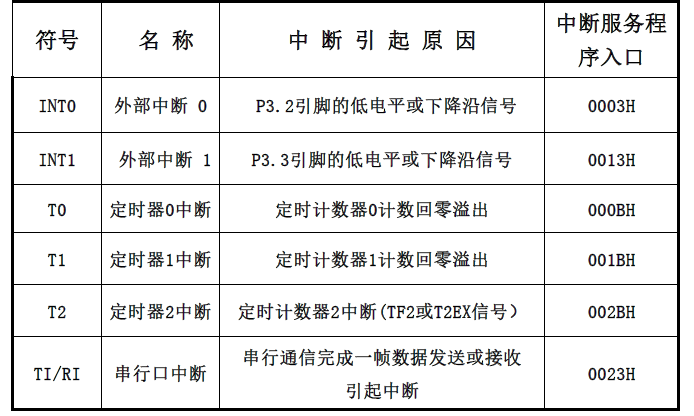 符号 名 称 中 断 引 起 原 因 中断服务程
序入口
INT0 外部中断 0 P3.2引脚的低电平或下降沿信号 0003H
INT1 外部中断 1 P3.3引脚的低电平或下降沿信号 0013H
T0 定时器0中断 定时计数器0计数回零溢出 000BH
T1 定时器1中断 定时计数器1计数回零溢出 001BH
T2 定时器2中断 定时计数器2中断(TF2或T2EX信号) 002BH
TI/RI 串行口中断 串行通信完成一帧数据发送或接收
引起中断 0023H